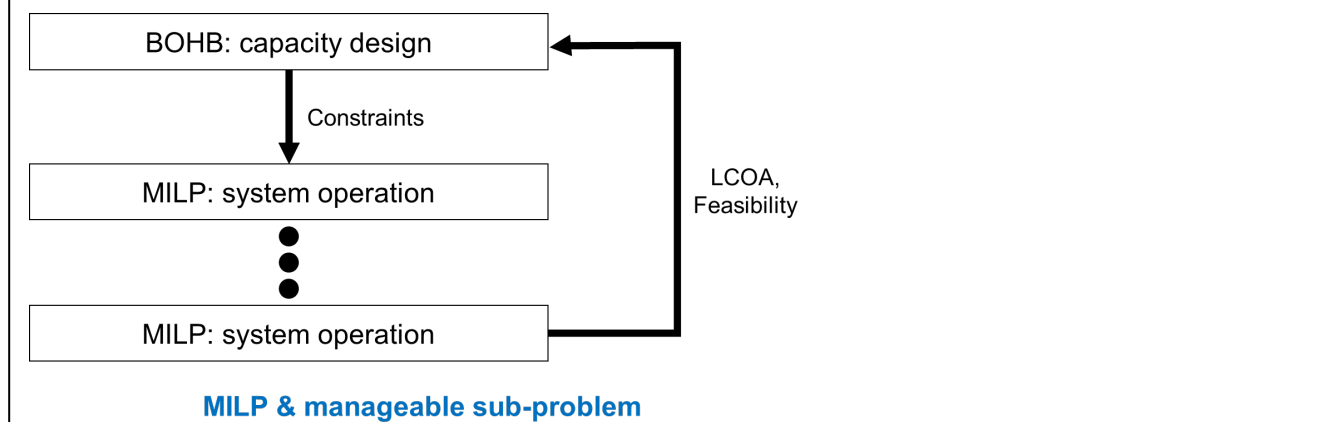 BOHB: capacity design
Constraints
MILP: system operation
LCOA,
Feasibility
MILP: system operation
MILP & manageable sub-problem